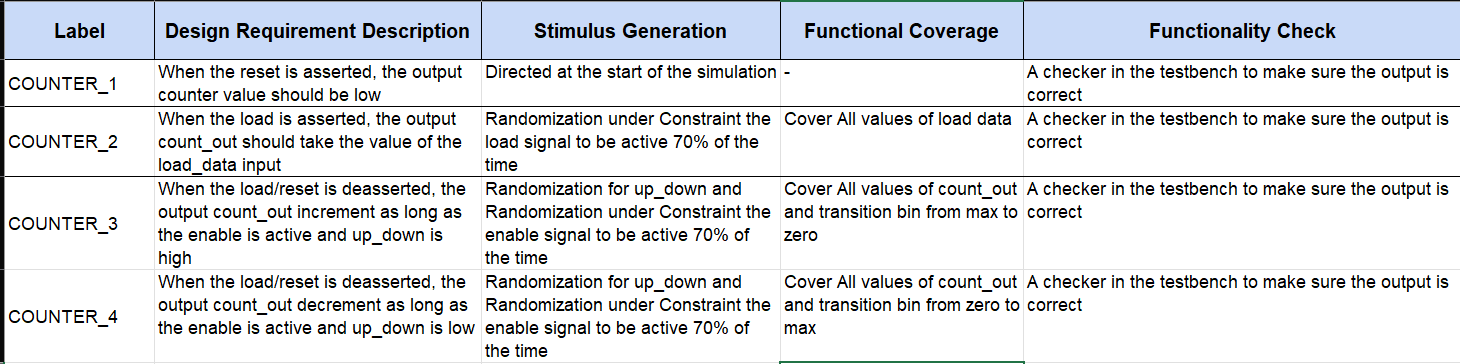 Label
Design Requirement Description
Stimulus Generation
Functional Coverage
Functionality Check
COUNTER_1
When the reset is asserted, the output
counter value should be low
Directed at the start of the simulation
-
A checker in the testbench to make sure the output is
correct
COUNTER_2
When the load is asserted, the output
count_out should take the value of the
load_data input
Randomization under Constraint the
load signal to be active 70% of the
time
Cover All values of load data
A checker in the testbench to make sure the output is
correct
COUNTER_3
When the load/reset is deasserted, the
output count_out increment as long as
the enable is active and up_down is
high
Randomization for up_down and
Randomization under Constraint the
enable signal to be active 70% of
the time
Cover All values of count_out
and transition bin from max to
zero
A checker in the testbench to make sure the output is
correct
COUNTER_4
When the load/reset is deasserted, the
output count_out decrement as long as
the enable is active and up_down is low
Randomization for up_down and
Randomization under Constraint the
enable signal to be active 70% of
the time
Cover All values of count_out
and transition bin from zero to
max
A checker in the testbench to make sure the output is
correct